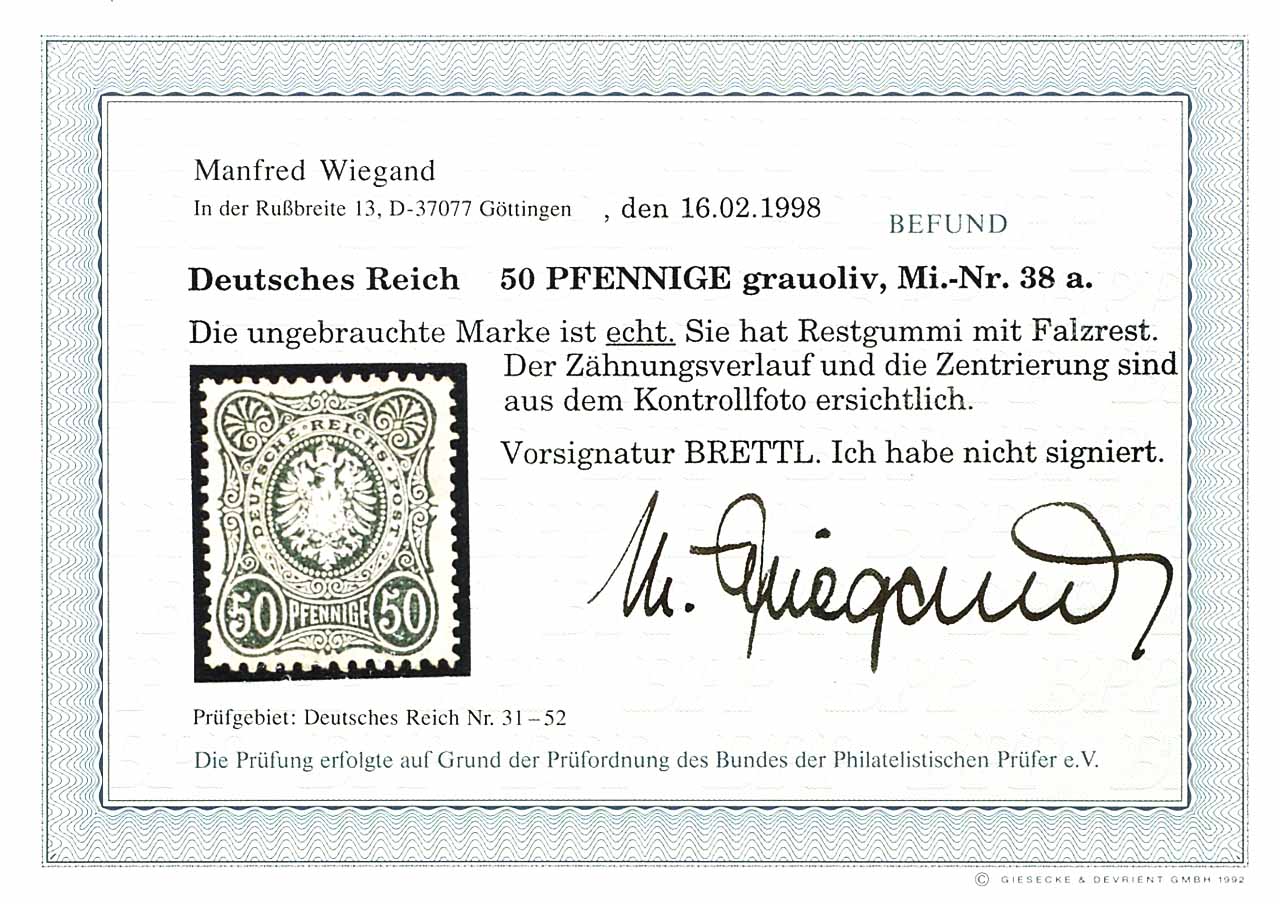 Manfred Wiegand
In der Rußbreite 13, D-37077 Göttingen , den 16.02.1998
BEFUND
Deutsches Reich 50 PFENNIGE grauoliv, Mi.-Nr. 38 a.
Die ungebrauchte Marke ist echt. Sie hat Restgummi mit Falzrest.
Der Zähnungsverlauf und die Zentrierung sind
aus dem Kontrollfoto ersichtlich.
Vorsignatur BRETTL. Ich habe nicht signiert.
DEUTSCHE REICHS-POST
50 PFENNIGE 50
M. Wiegand
Prüfgebiet: Deutsches Reich Nr. 31–52
Die Prüfung erfolgte auf Grund der Prüfordnung des Bundes der Philatelistischen Prüfer e.V.
© GIESECKE & DEVRIENT GMBH 1992